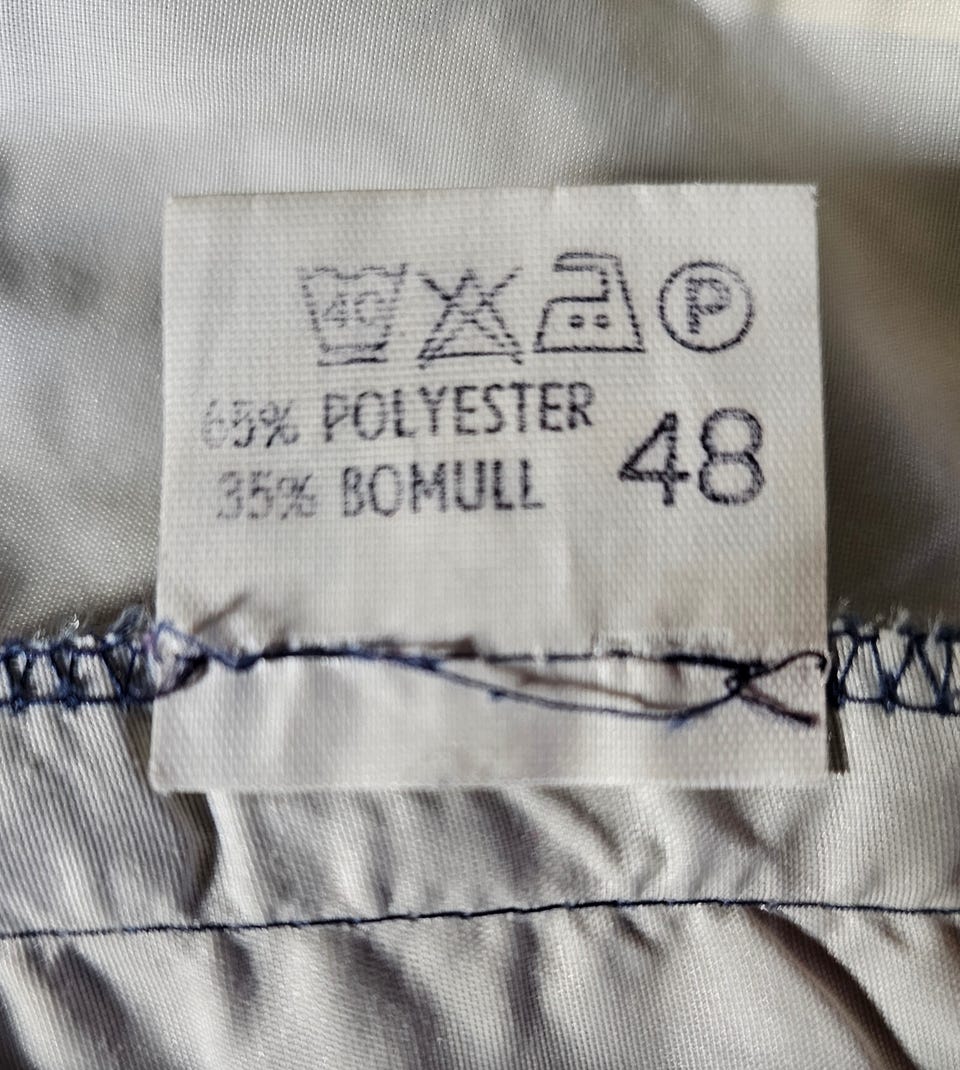 40 P
65% POLYESTER
35% BOMULL
48